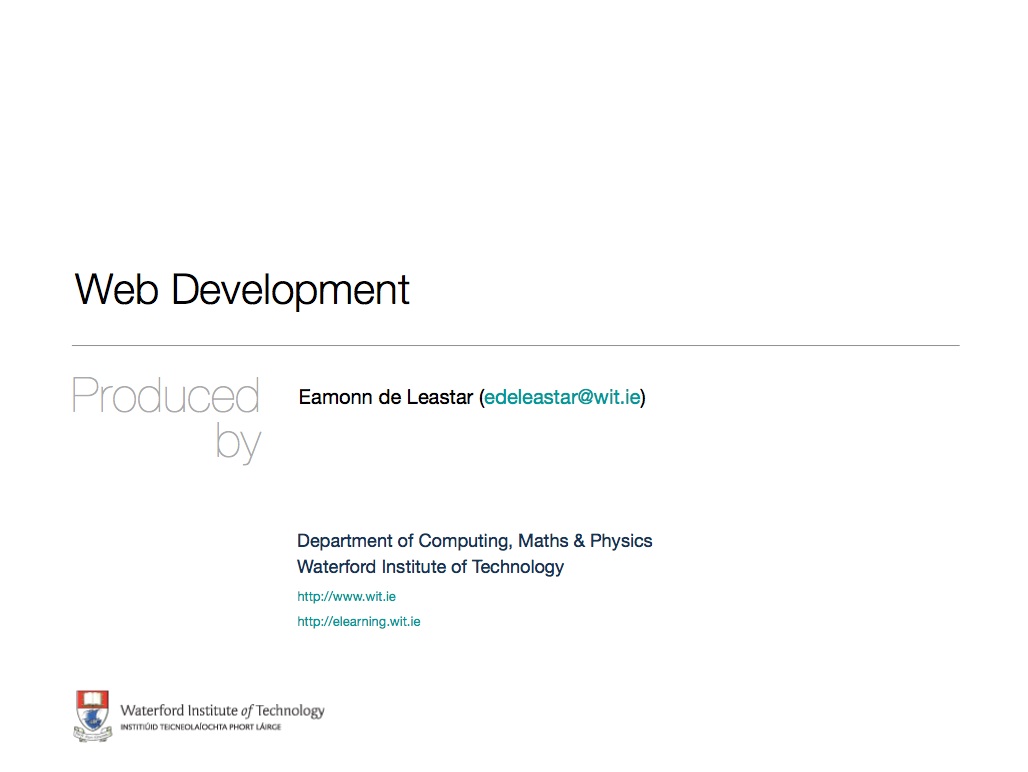 Web Development
Produced
by
Eamonn de Leastar (edeleastar@wit.ie)
Department of Computing, Maths & Physics
Waterford Institute of Technology
http://www.wit.ie
http://elearning.wit.ie
Waterford Institute of Technology
INSTITIÚID TEICNEOLAÍOCHTA PHORT LÁIRGE